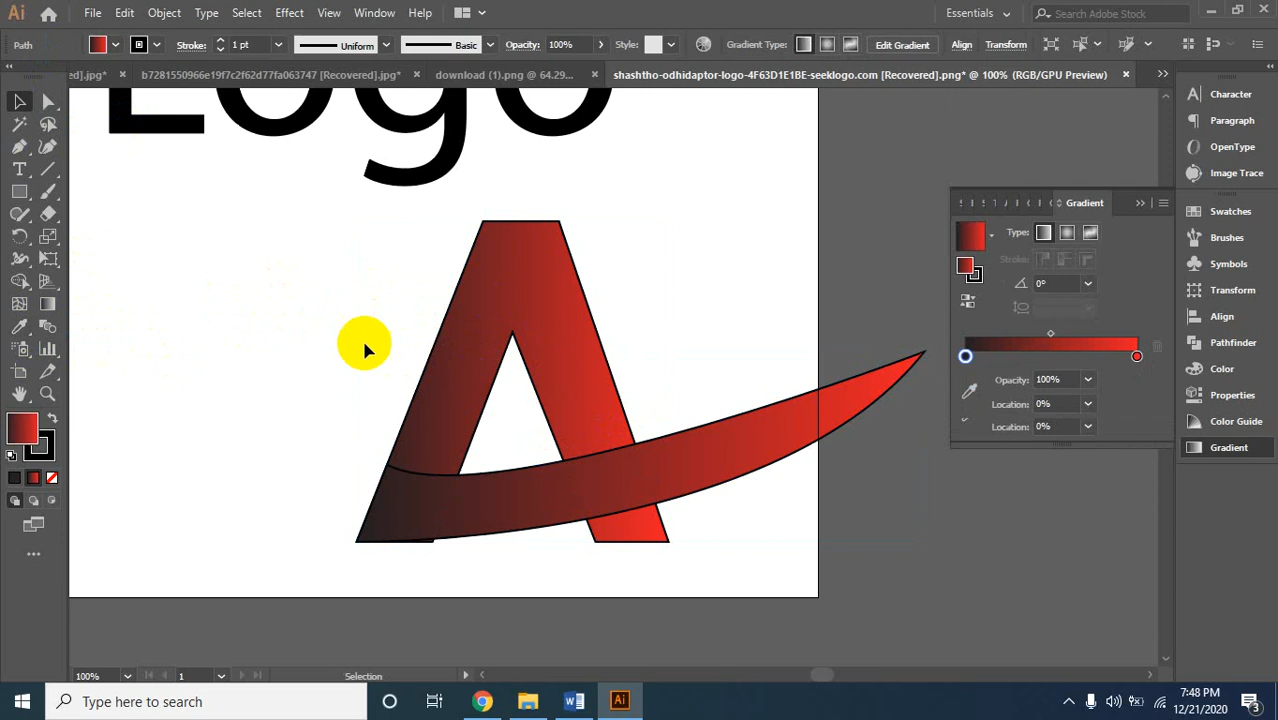 Ai File Edit Object Type Select Effect View Window Help Essentials Search Adobe Stock
Path Stroke: 1 pt Uniform Basic Opacity: 100% Style: Gradient Type: Edit Gradient Align Transform
ed].jpg* b7281550966e19f7c2f62d77fa063747 [Recovered].jpg* download (1).png @ 64.29... shashtho-odhidaptor-logo-4F63D1E1BE-seeklogo.com [Recovered].png* @ 100% (RGB/GPU Preview)
Logo
A
Gradient
Type:
Stroke:
0°
Opacity: 100%
Location: 0%
Location: 0%
Character
Paragraph
OpenType
Image Trace
Swatches
Brushes
Symbols
Transform
Align
Pathfinder
Color
Properties
Color Guide
Gradient
100% 1 Selection
Type here to search
7:48 PM
12/21/2020
3